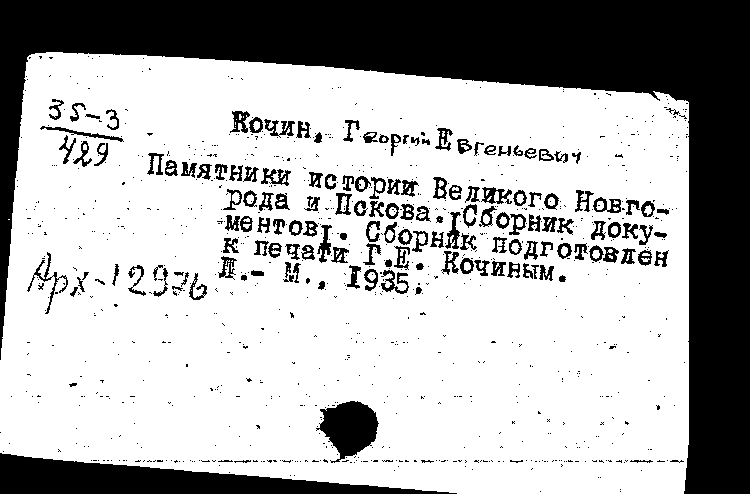 35-3
429
Кочин, Георгий Евгеньевич
Памятники истории Великого Новго-
рода и Пскова. [Сборник доку-
ментов]. Сборник подготовлен
к печати Г.Е. Кочиным.
Л.- М., 1935.
Арх-12976